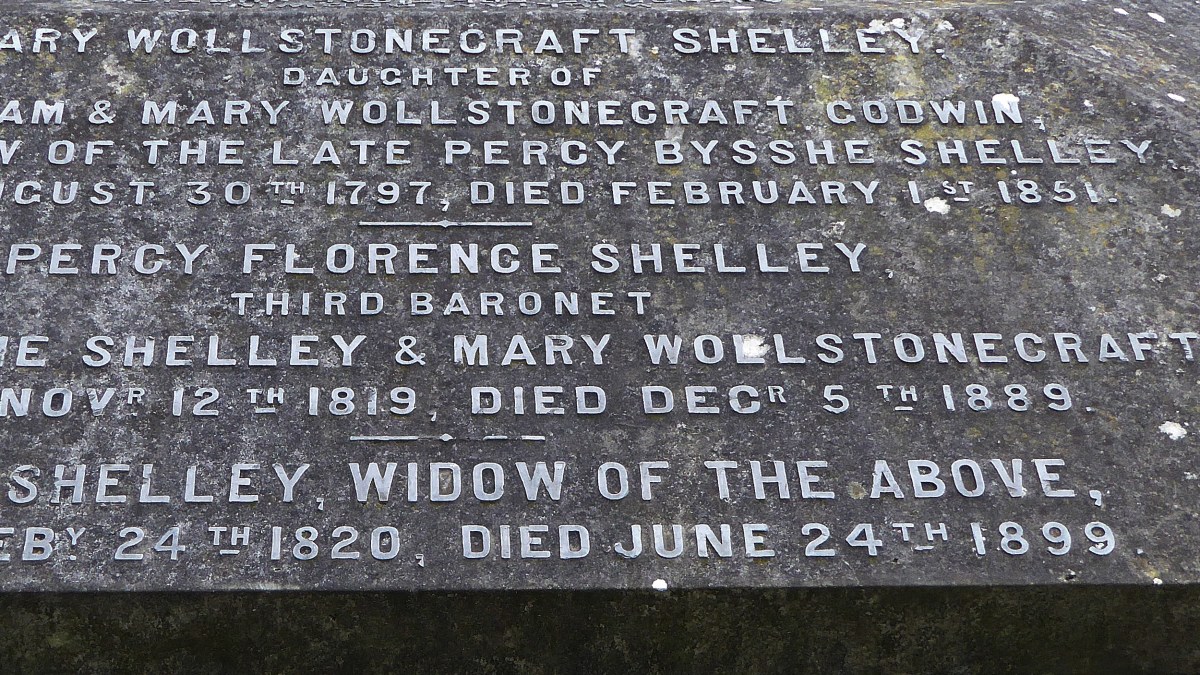 ARY WOLLSTONECRAFT SHELLEY.
DAUGHTER OF
AM & MARY WOLLSTONECRAFT GODWIN,
W OF THE LATE PERCY BYSSHE SHELLEY
UGUST 30TH 1797, DIED FEBRUARY 1ST 1851.
PERCY FLORENCE SHELLEY
THIRD BARONET
HE SHELLEY & MARY WOLLSTONECRAFT
NOVR 12TH 1819, DIED DECR 5TH 1889.
SHELLEY, WIDOW OF THE ABOVE,
EBY 24TH 1820, DIED JUNE 24TH 1899